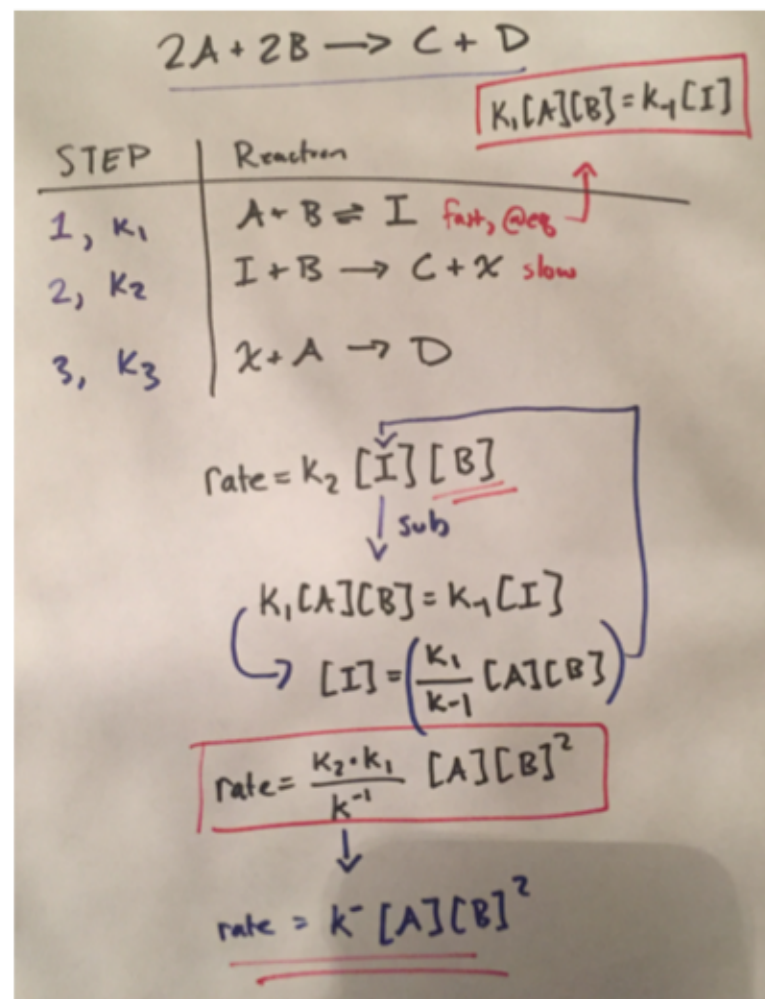 2A + 2B → C + D
K₁[A][B] = k₋₁[I]
STEP | Reaction
1, K₁ | A + B ⇌ I fast, @eq
2, K₂ | I + B → C + X slow
3, K₃ | X + A → D
rate = K₂ [I][B]
sub
K₁[A][B] = K₋₁[I]
[I] = (K₁/K-1 [A][B])
rate = K₂·K₁/k⁻¹ [A][B]²
rate = k⁻ [A][B]²